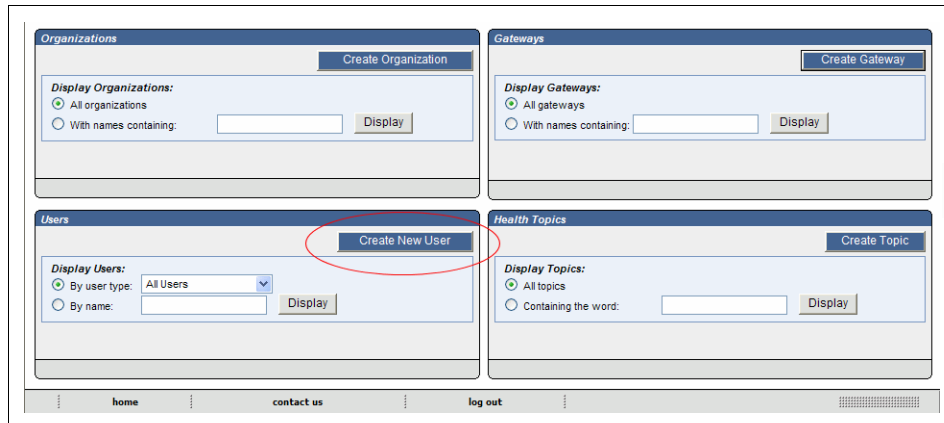 Organizations
Create Organization
Display Organizations:
All organizations
With names containing:
Display
Gateways
Create Gateway
Display Gateways:
All gateways
With names containing:
Display
Users
Create New User
Display Users:
By user type:
All Users
By name:
Display
Health Topics
Create Topic
Display Topics:
All topics
Containing the word:
Display
home
contact us
log out